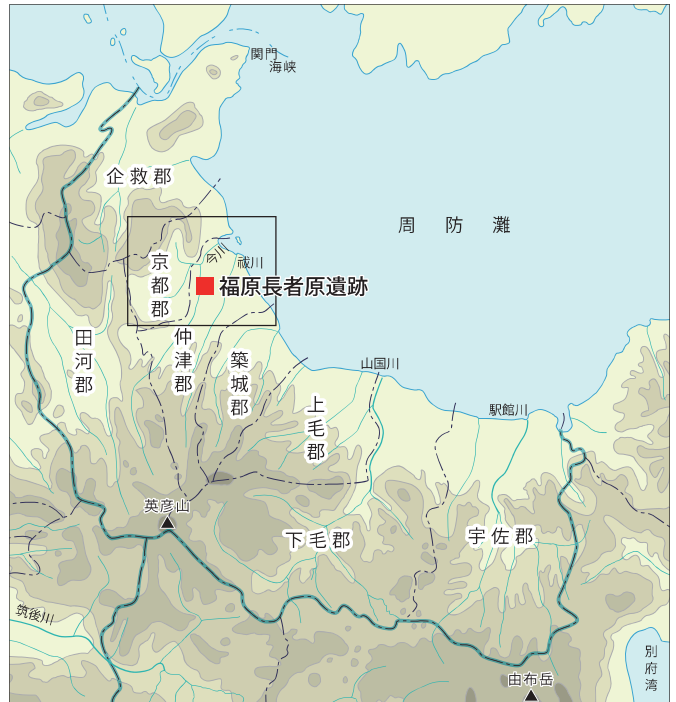 関門
海峡
企救郡
周防灘
今川
祓川
京都郡
福原長者原遺跡
田河郡
仲津郡
築城郡
山国川
上毛郡
駅館川
英彦山
下毛郡
宇佐郡
筑後川
別府湾
由布岳